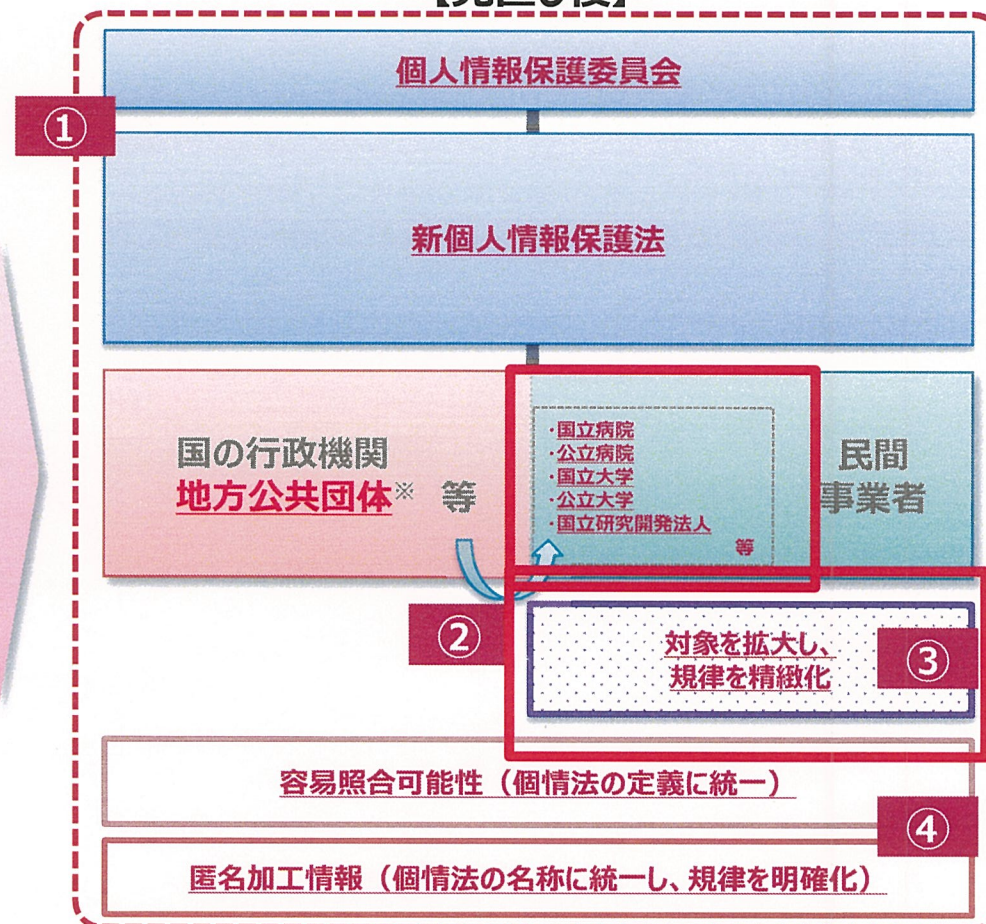 【見直し後】
個人情報保護委員会
①
新個人情報保護法
国の行政機関
地方公共団体※ 等
・国立病院
・公立病院
・国立大学
・公立大学
・国立研究開発法人
等
民間
事業者
②
対象を拡大し、
規律を精緻化
③
容易照合可能性（個情法の定義に統一）
④
匿名加工情報（個情法の名称に統一し、規律を明確化）